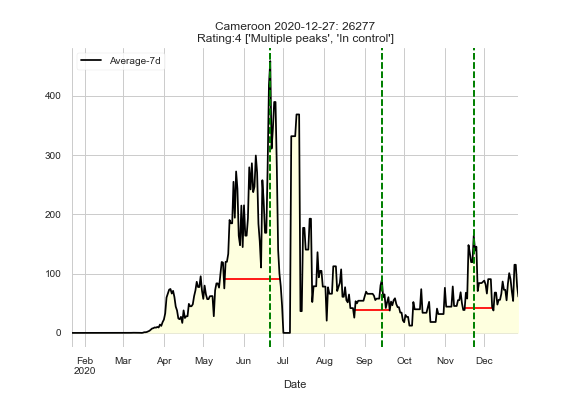 Cameroon 2020-12-27: 26277
Rating:4 ['Multiple peaks', 'In control']
Average-7d
400
300
200
100
0
Feb Mar Apr May Jun Jul Aug Sep Oct Nov Dec
2020
Date